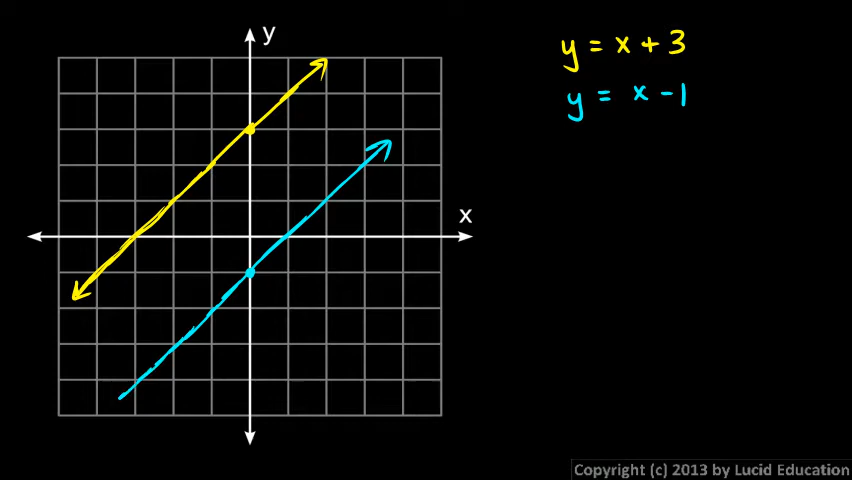 y
y = x + 3
y = x - 1
x
Copyright (c) 2013 by Lucid Education